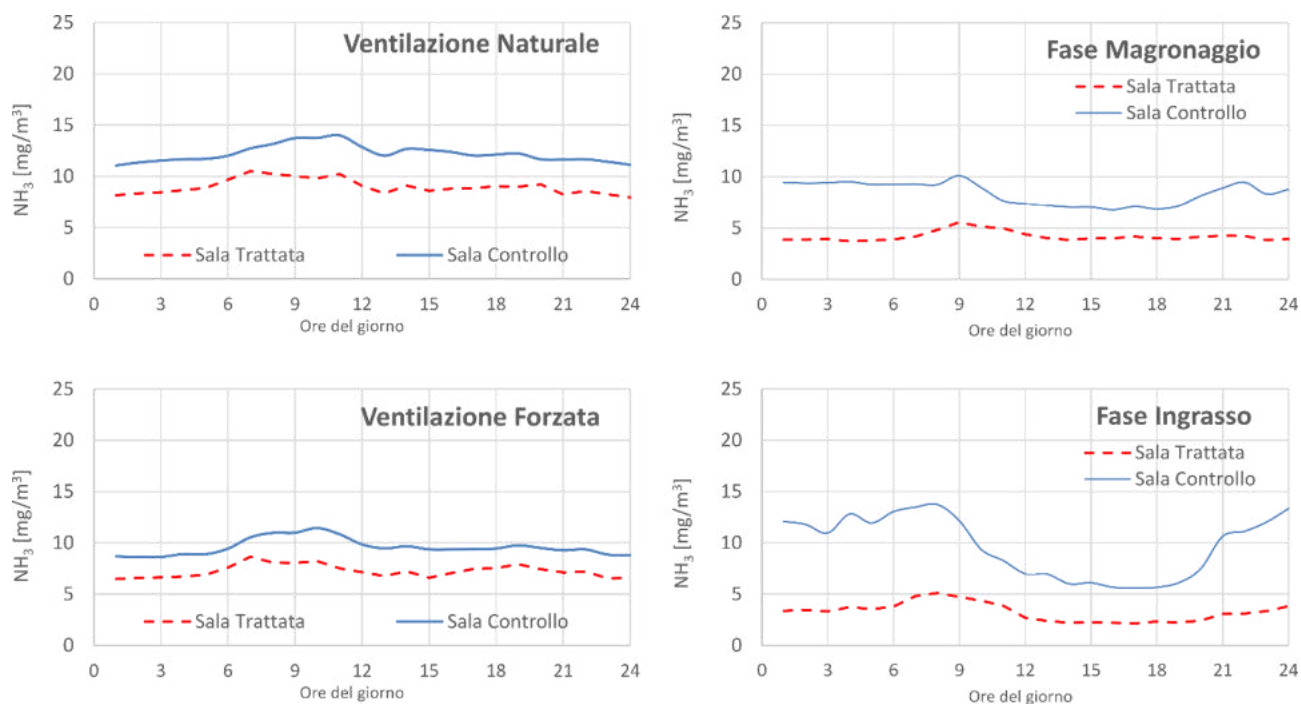 Ventilazione Naturale
NH3 [mg/m3]
25
20
15
10
5
0
Sala Trattata
Sala Controllo
0 3 6 9 12 15 18 21 24
Ore del giorno
Fase Magronaggio
Sala Trattata
Sala Controllo
NH3 [mg/m3]
25
20
15
10
5
0
0 3 6 9 12 15 18 21 24
Ore del giorno
Ventilazione Forzata
NH3 [mg/m3]
25
20
15
10
5
0
Sala Trattata
Sala Controllo
0 3 6 9 12 15 18 21 24
Ore del giorno
Fase Ingrasso
Sala Trattata
Sala Controllo
NH3 [mg/m3]
25
20
15
10
5
0
0 3 6 9 12 15 18 21 24
Ore del giorno